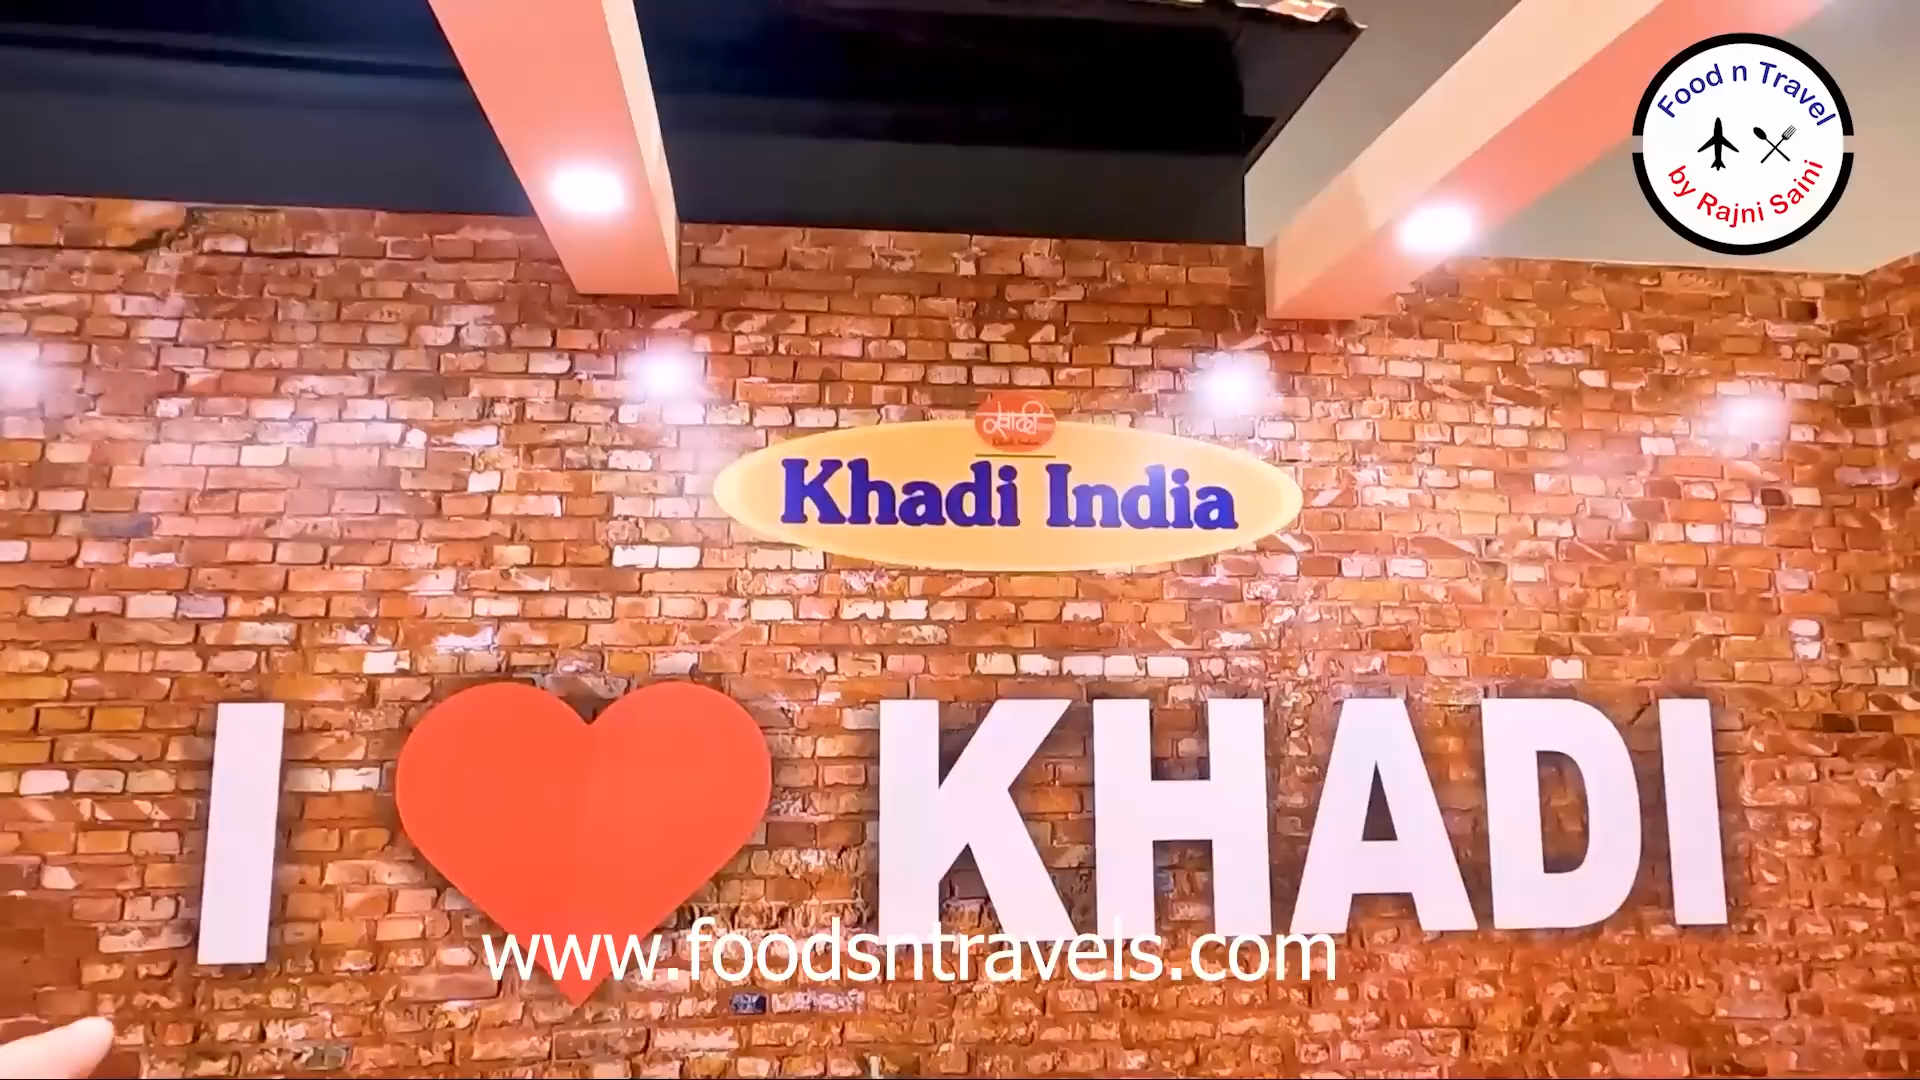 Food n Travel
by Rajni Saini
खादी
Khadi India
I ❤ KHADI
www.foodsntravels.com